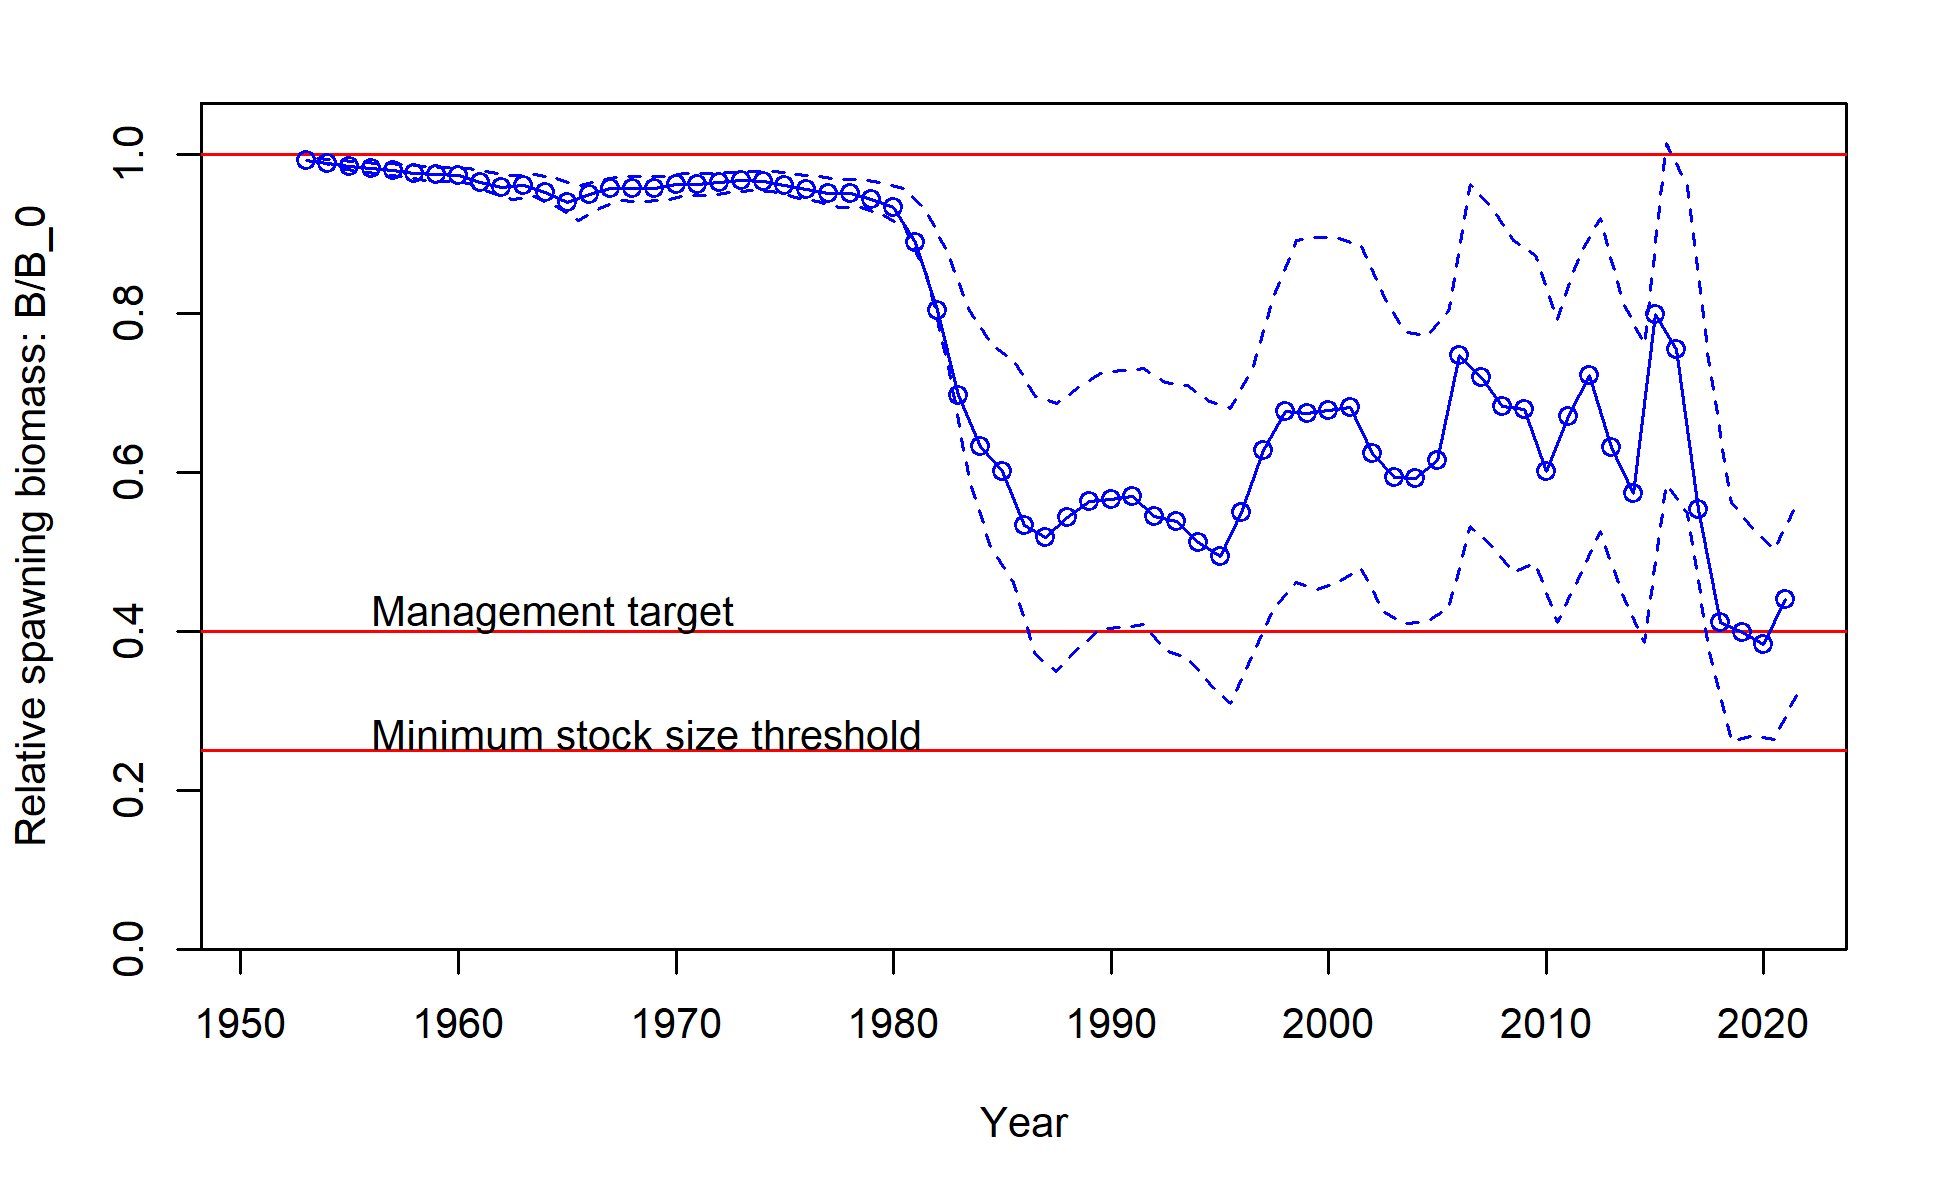 Relative spawning biomass: B/B_0
1.0
0.8
0.6
0.4
0.2
0.0
Management target
Minimum stock size threshold
1950 1960 1970 1980 1990 2000 2010 2020
Year